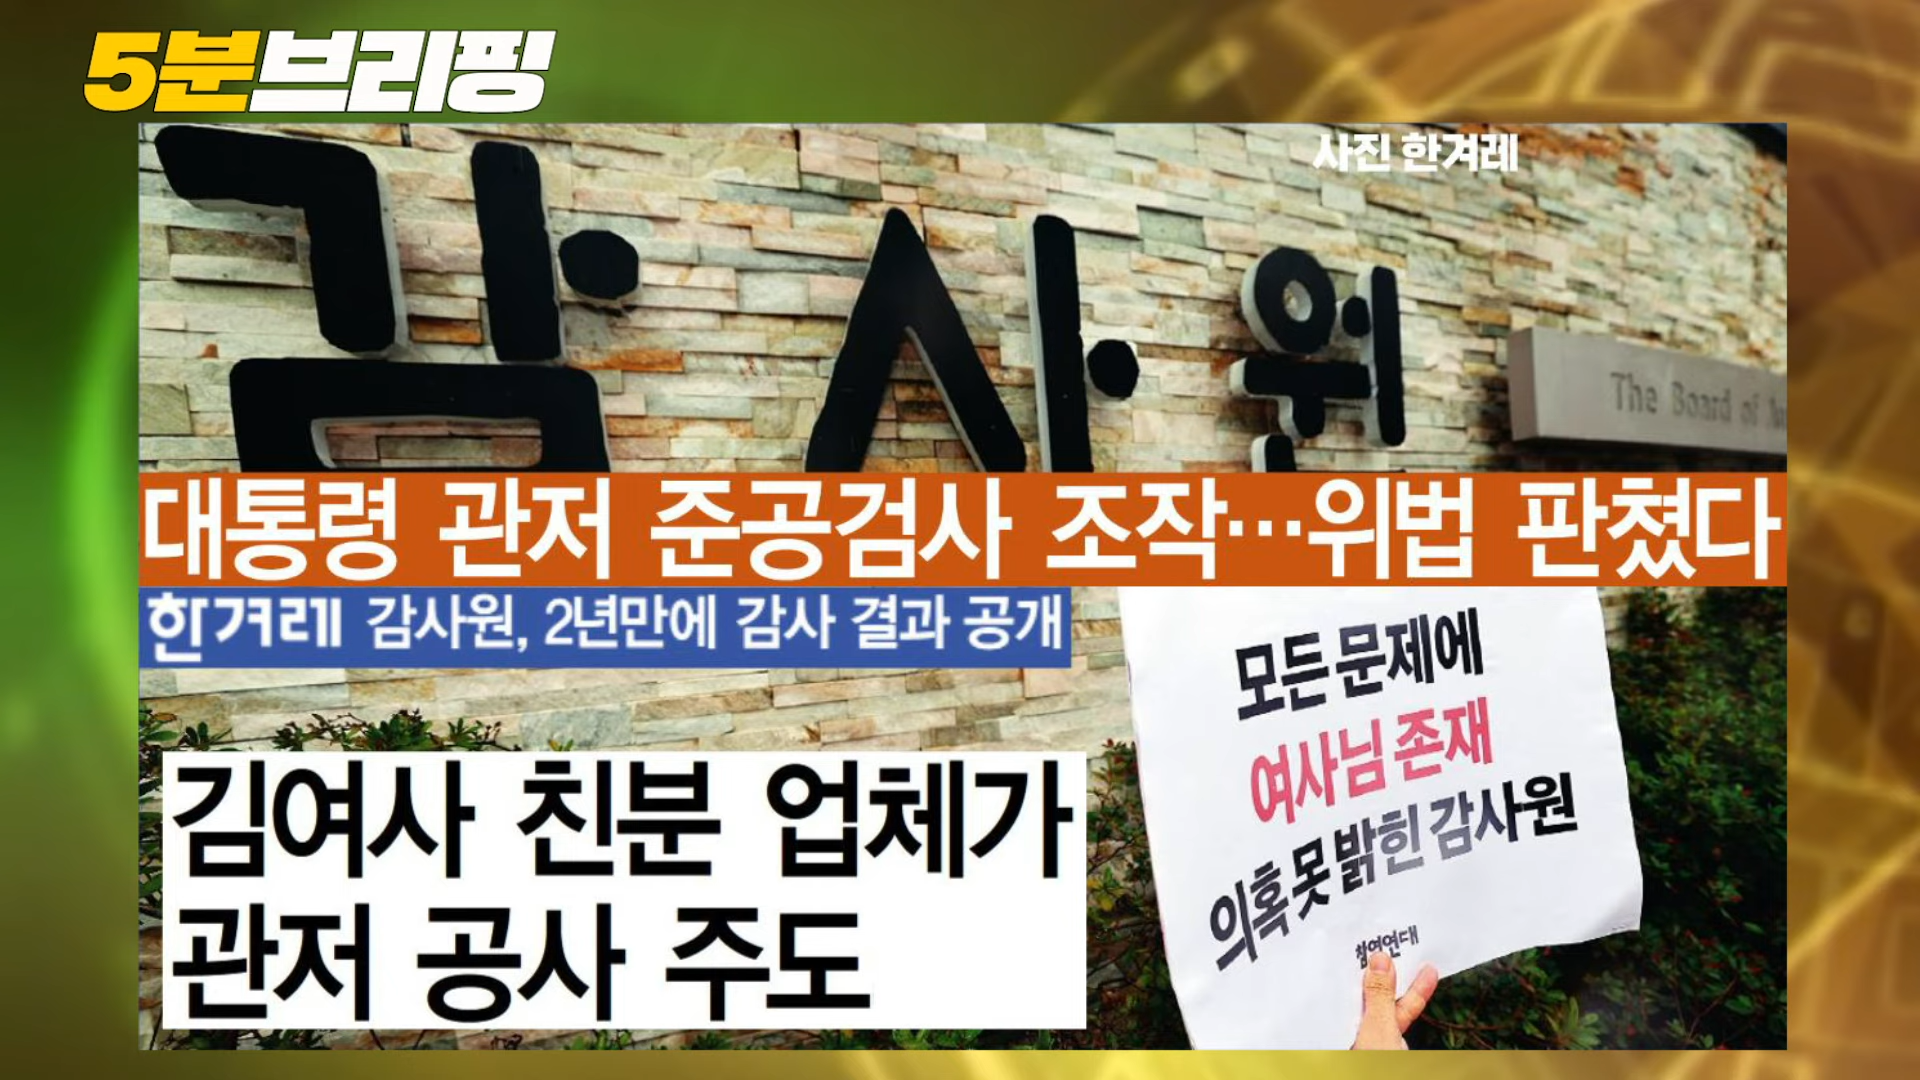 5분브리핑
사진 한겨레
감사원
The Board of
대통령 관저 준공검사 조작…위법 판쳤다
한겨레 감사원, 2년만에 감사 결과 공개
모든 문제에
여사님 존재
의혹 못 밝힌 감사원
참여연대
김여사 친분 업체가
관저 공사 주도